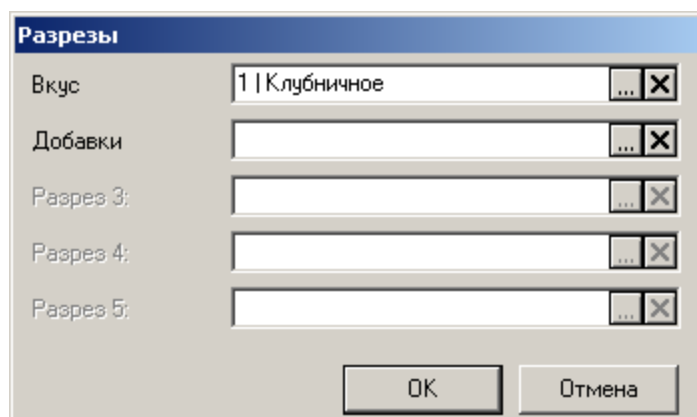 Разрезы
Вкус 1 | Клубничное ...
Добавки ...
Разрез 3: ...
Разрез 4: ...
Разрез 5: ...
OK Отмена